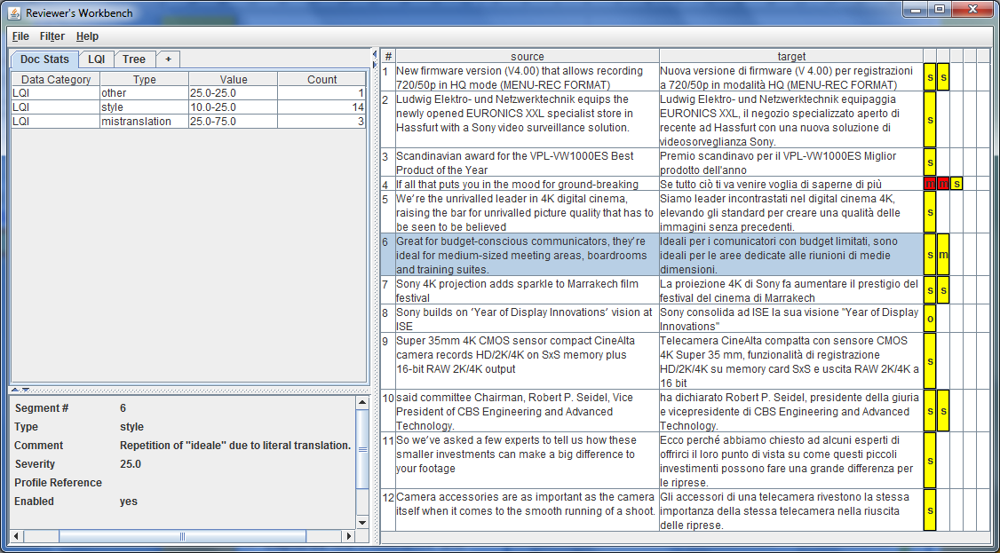 Reviewer's Workbench
File Filter Help
Doc Stats LQI Tree +
Data Category Type Value Count
LQI other 25.0-25.0 1
LQI style 10.0-25.0 14
LQI mistranslation 25.0-75.0 3
Segment # 6
Type style
Comment Repetition of "ideale" due to literal translation.
Severity 25.0
Profile Reference
Enabled yes
# source target
1 New firmware version (V4.00) that allows recording
720/50p in HQ mode (MENU-REC FORMAT)
Nuova versione di firmware (V 4.00) per registrazioni
a 720/50p in modalità HQ (MENU-REC FORMAT)
s s
2 Ludwig Elektro- und Netzwerktechnik equips the
newly opened EURONICS XXL specialist store in
Hassfurt with a Sony video surveillance solution.
Ludwig Elektro- und Netzwerktechnik equipaggia
EURONICS XXL, il negozio specializzato aperto di
recente ad Hassfurt con una nuova soluzione di
videosorveglianza Sony.
s
3 Scandinavian award for the VPL-VW1000ES Best
Product of the Year
Premio scandinavo per il VPL-VW1000ES Miglior
prodotto dell'anno
s
4 If all that puts you in the mood for ground-breaking
Se tutto ciò ti va venire voglia di saperne di più
m m s
5 We're the unrivalled leader in 4K digital cinema,
raising the bar for unrivalled picture quality that has to
be seen to be believed
Siamo leader incontrastati nel digital cinema 4K,
elevando gli standard per creare una qualità delle
immagini senza precedenti.
s
6 Great for budget-conscious communicators, they're
ideal for medium-sized meeting areas, boardrooms
and training suites.
Ideali per i comunicatori con budget limitati, sono
ideali per le aree dedicate alle riunioni di medie
dimensioni.
s m
7 Sony 4K projection adds sparkle to Marrakech film
festival
La proiezione 4K di Sony fa aumentare il prestigio del
festival del cinema di Marrakech
s s
8 Sony builds on 'Year of Display Innovations' vision at
ISE
Sony consolida ad ISE la sua visione "Year of Display
Innovations"
o
9 Super 35mm 4K CMOS sensor compact CineAlta
camera records HD/2K/4K on SxS memory plus
16-bit RAW 2K/4K output
Telecamera CineAlta compatta con sensore CMOS
4K Super 35 mm, funzionalità di registrazione
HD/2K/4K su memory card SxS e uscita RAW 2K/4K a
16 bit
s
10 said committee Chairman, Robert P. Seidel, Vice
President of CBS Engineering and Advanced
Technology.
ha dichiarato Robert P. Seidel, presidente della giuria
e vicepresidente di CBS Engineering and Advanced
Technology.
s s
11 So we've asked a few experts to tell us how these
smaller investments can make a big difference to
your footage
Ecco perché abbiamo chiesto ad alcuni esperti di
offrirci il loro punto di vista su come questi piccoli
investimenti possono fare una grande differenza per
le riprese.
s
12 Camera accessories are as important as the camera
itself when it comes to the smooth running of a shoot.
Gli accessori di una telecamera rivestono la stessa
importanza della stessa telecamera nella riuscita
delle riprese.
s